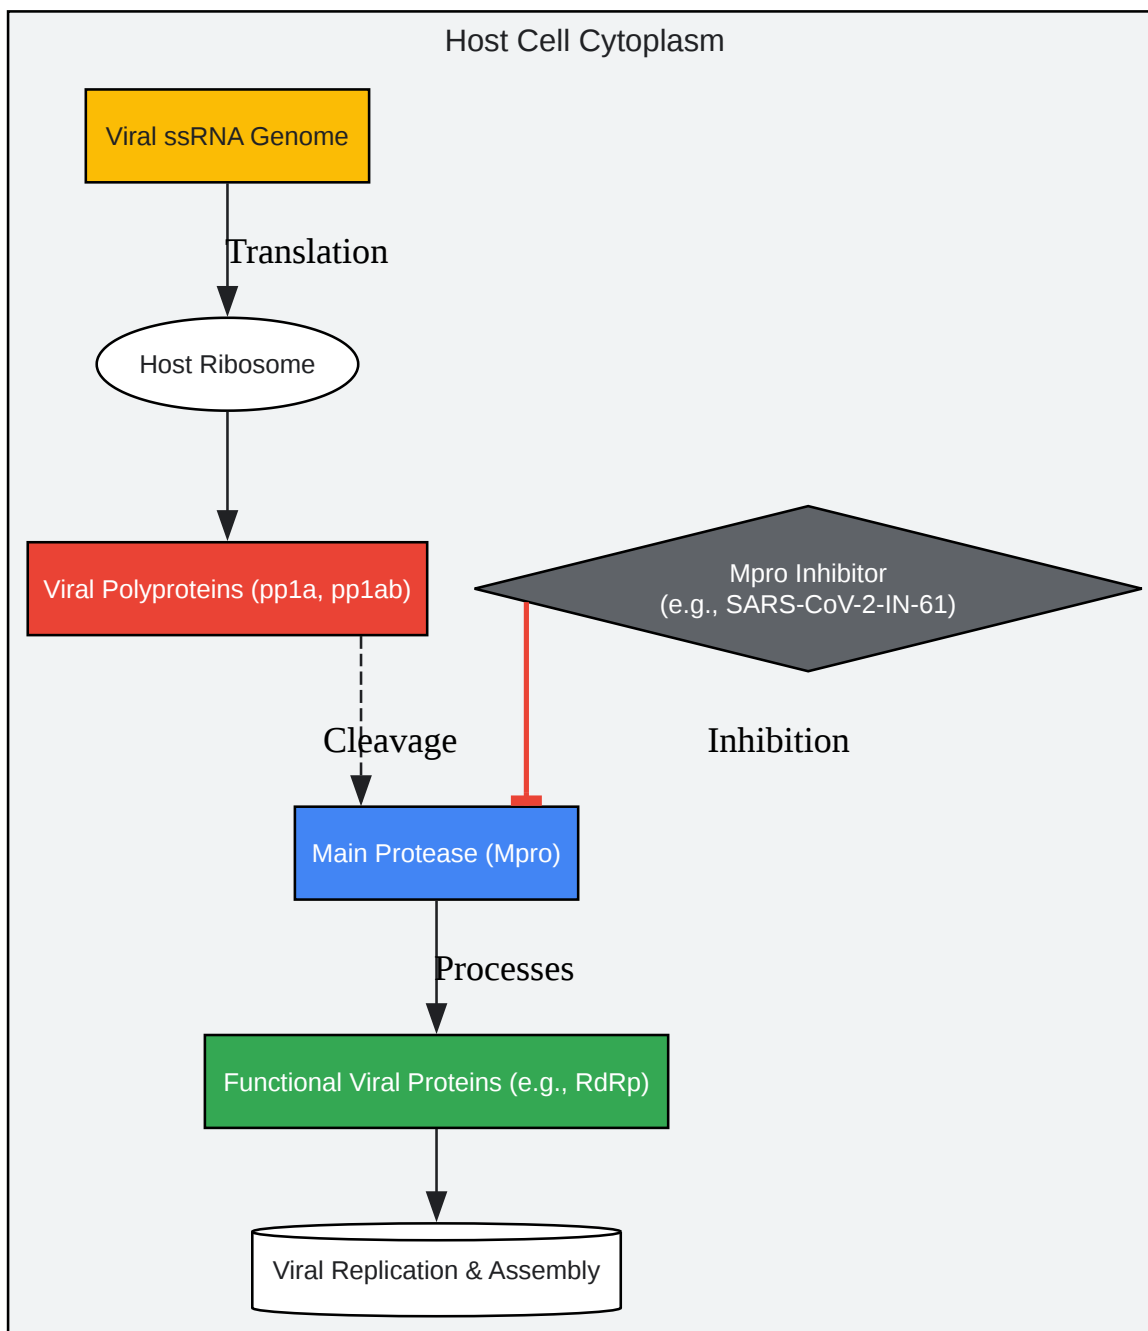 Host Cell Cytoplasm
Viral ssRNA Genome
Translation
Host Ribosome
Viral Polyproteins (pp1a, pp1ab)
Mpro Inhibitor
(e.g., SARS-CoV-2-IN-61)
Cleavage
Inhibition
Main Protease (Mpro)
Processes
Functional Viral Proteins (e.g., RdRp)
Viral Replication & Assembly